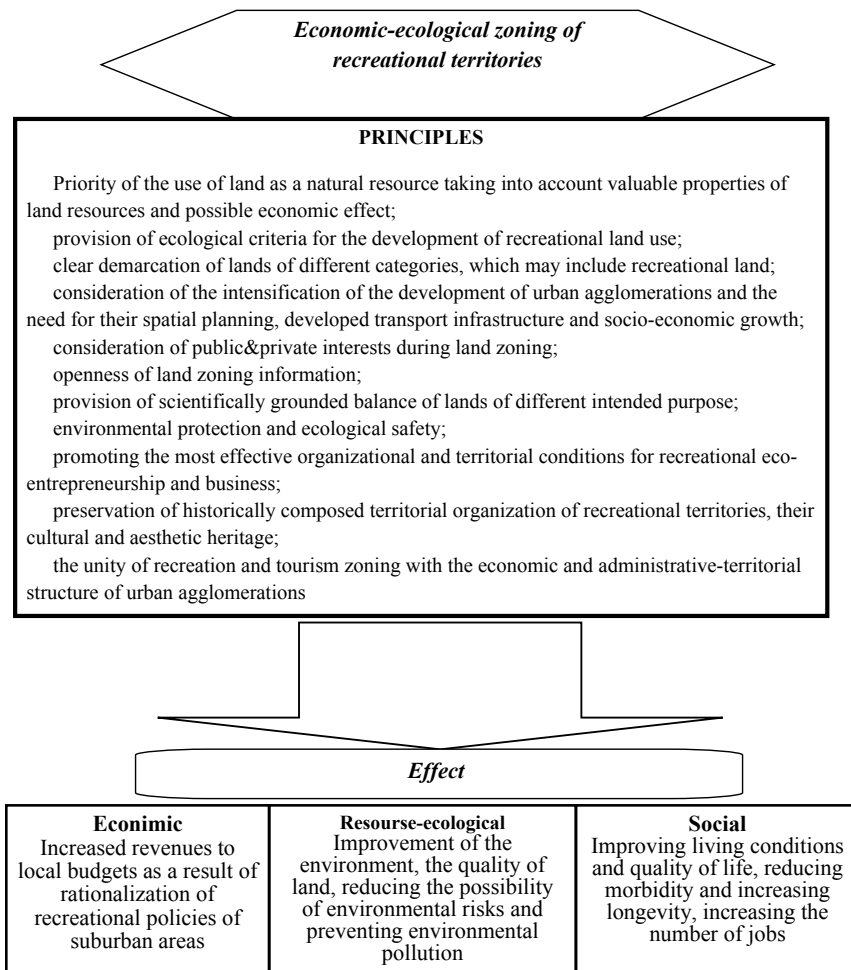 Economic-ecological zoning of
recreational territories
PRINCIPLES
Priority of the use of land as a natural resource taking into account valuable properties of
land resources and possible economic effect;
provision of ecological criteria for the development of recreational land use;
clear demarcation of lands of different categories, which may include recreational land;
consideration of the intensification of the development of urban agglomerations and the
need for their spatial planning, developed transport infrastructure and socio-economic growth;
consideration of public&private interests during land zoning;
openness of land zoning information;
provision of scientifically grounded balance of lands of different intended purpose;
environmental protection and ecological safety;
promoting the most effective organizational and territorial conditions for recreational eco-
entrepreneurship and business;
preservation of historically composed territorial organization of recreational territories, their
cultural and aesthetic heritage;
the unity of recreation and tourism zoning with the economic and administrative-territorial
structure of urban agglomerations
Effect
Econimic
Increased revenues to
local budgets as a result of
rationalization of
recreational policies of
suburban areas
Resourse-ecological
Improvement of the
environment, the quality of
land, reducing the possibility
of environmental risks and
preventing environmental
pollution
Social
Improving living conditions
and quality of life, reducing
morbidity and increasing
longevity, increasing the
number of jobs